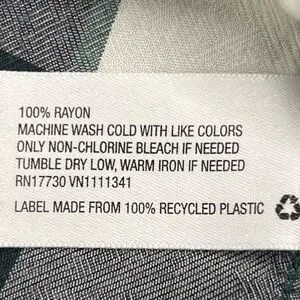 100% RAYON
MACHINE WASH COLD WITH LIKE COLORS
ONLY NON-CHLORINE BLEACH IF NEEDED
TUMBLE DRY LOW, WARM IRON IF NEEDED
RN17730 VN1111341
LABEL MADE FROM 100% RECYCLED PLASTIC